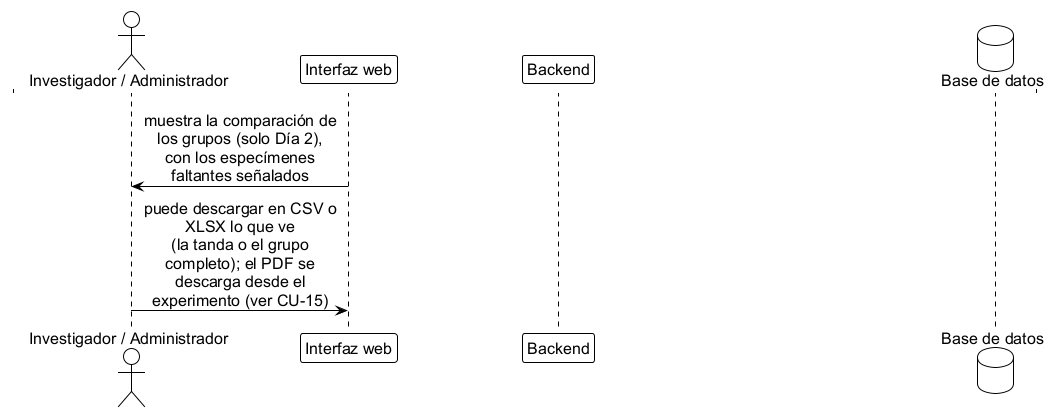 Investigador / Administrador
Interfaz web
Backend
Base de datos
muestra la comparación de
los grupos (solo Día 2),
con los especímenes
faltantes señalados
puede descargar en CSV o
XLSX lo que ve
(la tanda o el grupo
completo); el PDF se
descarga desde el
experimento (ver CU-15)
Investigador / Administrador
Interfaz web
Backend
Base de datos